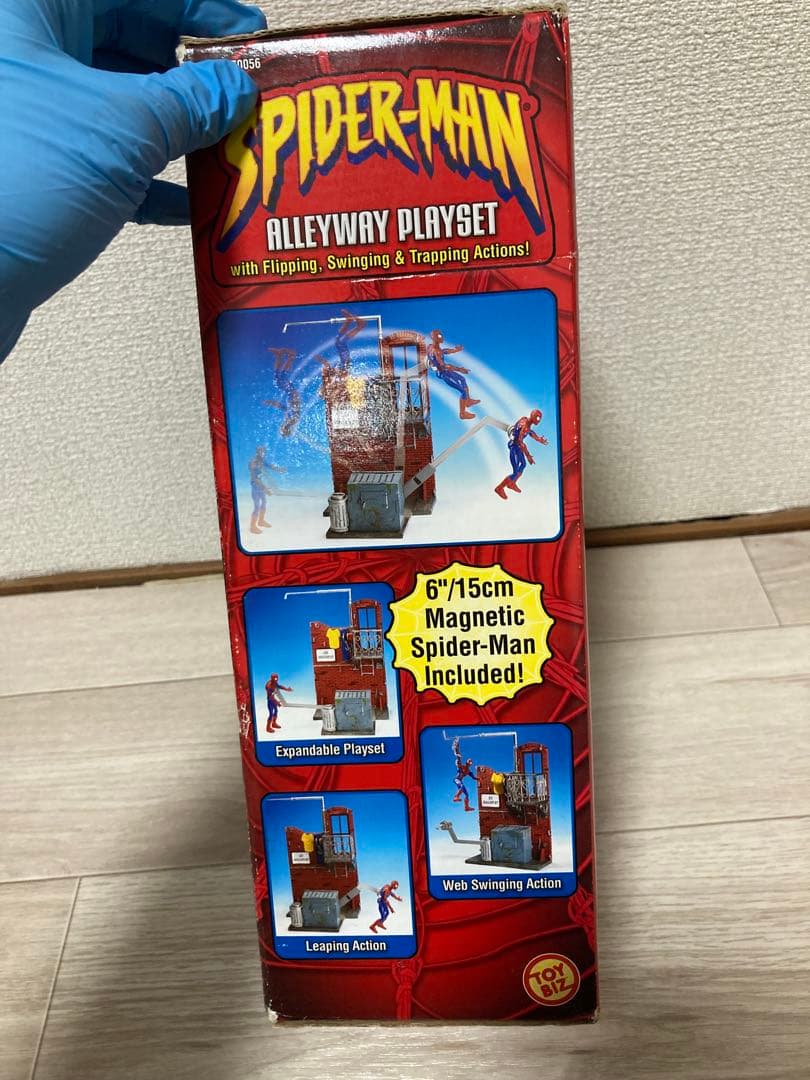 0056
SPIDER-MAN®
ALLEYWAY PLAYSET
with Flipping, Swinging & Trapping Actions!
6"/15cm
Magnetic
Spider-Man
Included!
Expandable Playset
Web Swinging Action
Leaping Action
TOY
BIZ